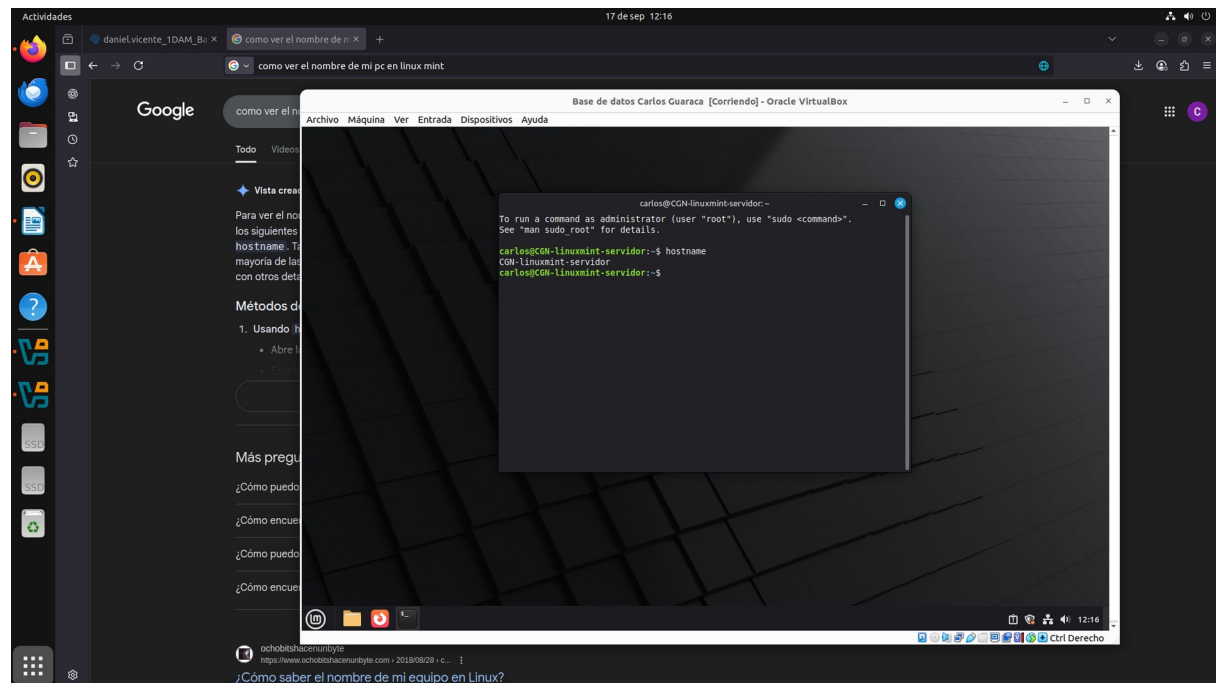 Actividades
17 de sep 12:16
daniel.vicente_1DAM_Ba
como ver el nombre de m
como ver el nombre de mi pc en linux mint
Google
como ver el no
Todo Videos
Vista crea
Para ver el no
los siguientes
hostname. Ta
mayoría de las
con otros deta
Métodos de
1. Usando h
Abre l
Más pregu
¿Cómo puedo
¿Cómo encue
¿Cómo puedo
¿Cómo encue
ochobitshacenunbyte
https://www.ochobitshacenunbyte.com › 2018/08/28 › c...
¿Cómo saber el nombre de mi equipo en Linux?
C
Base de datos Carlos Guaraca [Corriendo] - Oracle VirtualBox
Archivo Máquina Ver Entrada Dispositivos Ayuda
carlos@CGN-linuxmint-servidor: ~
To run a command as administrator (user "root"), use "sudo <command>".
See "man sudo_root" for details.
carlos@CGN-linuxmint-servidor:~$ hostname
CGN-linuxmint-servidor
carlos@CGN-linuxmint-servidor:~$
12:16
Ctrl Derecho
SSD
SSD